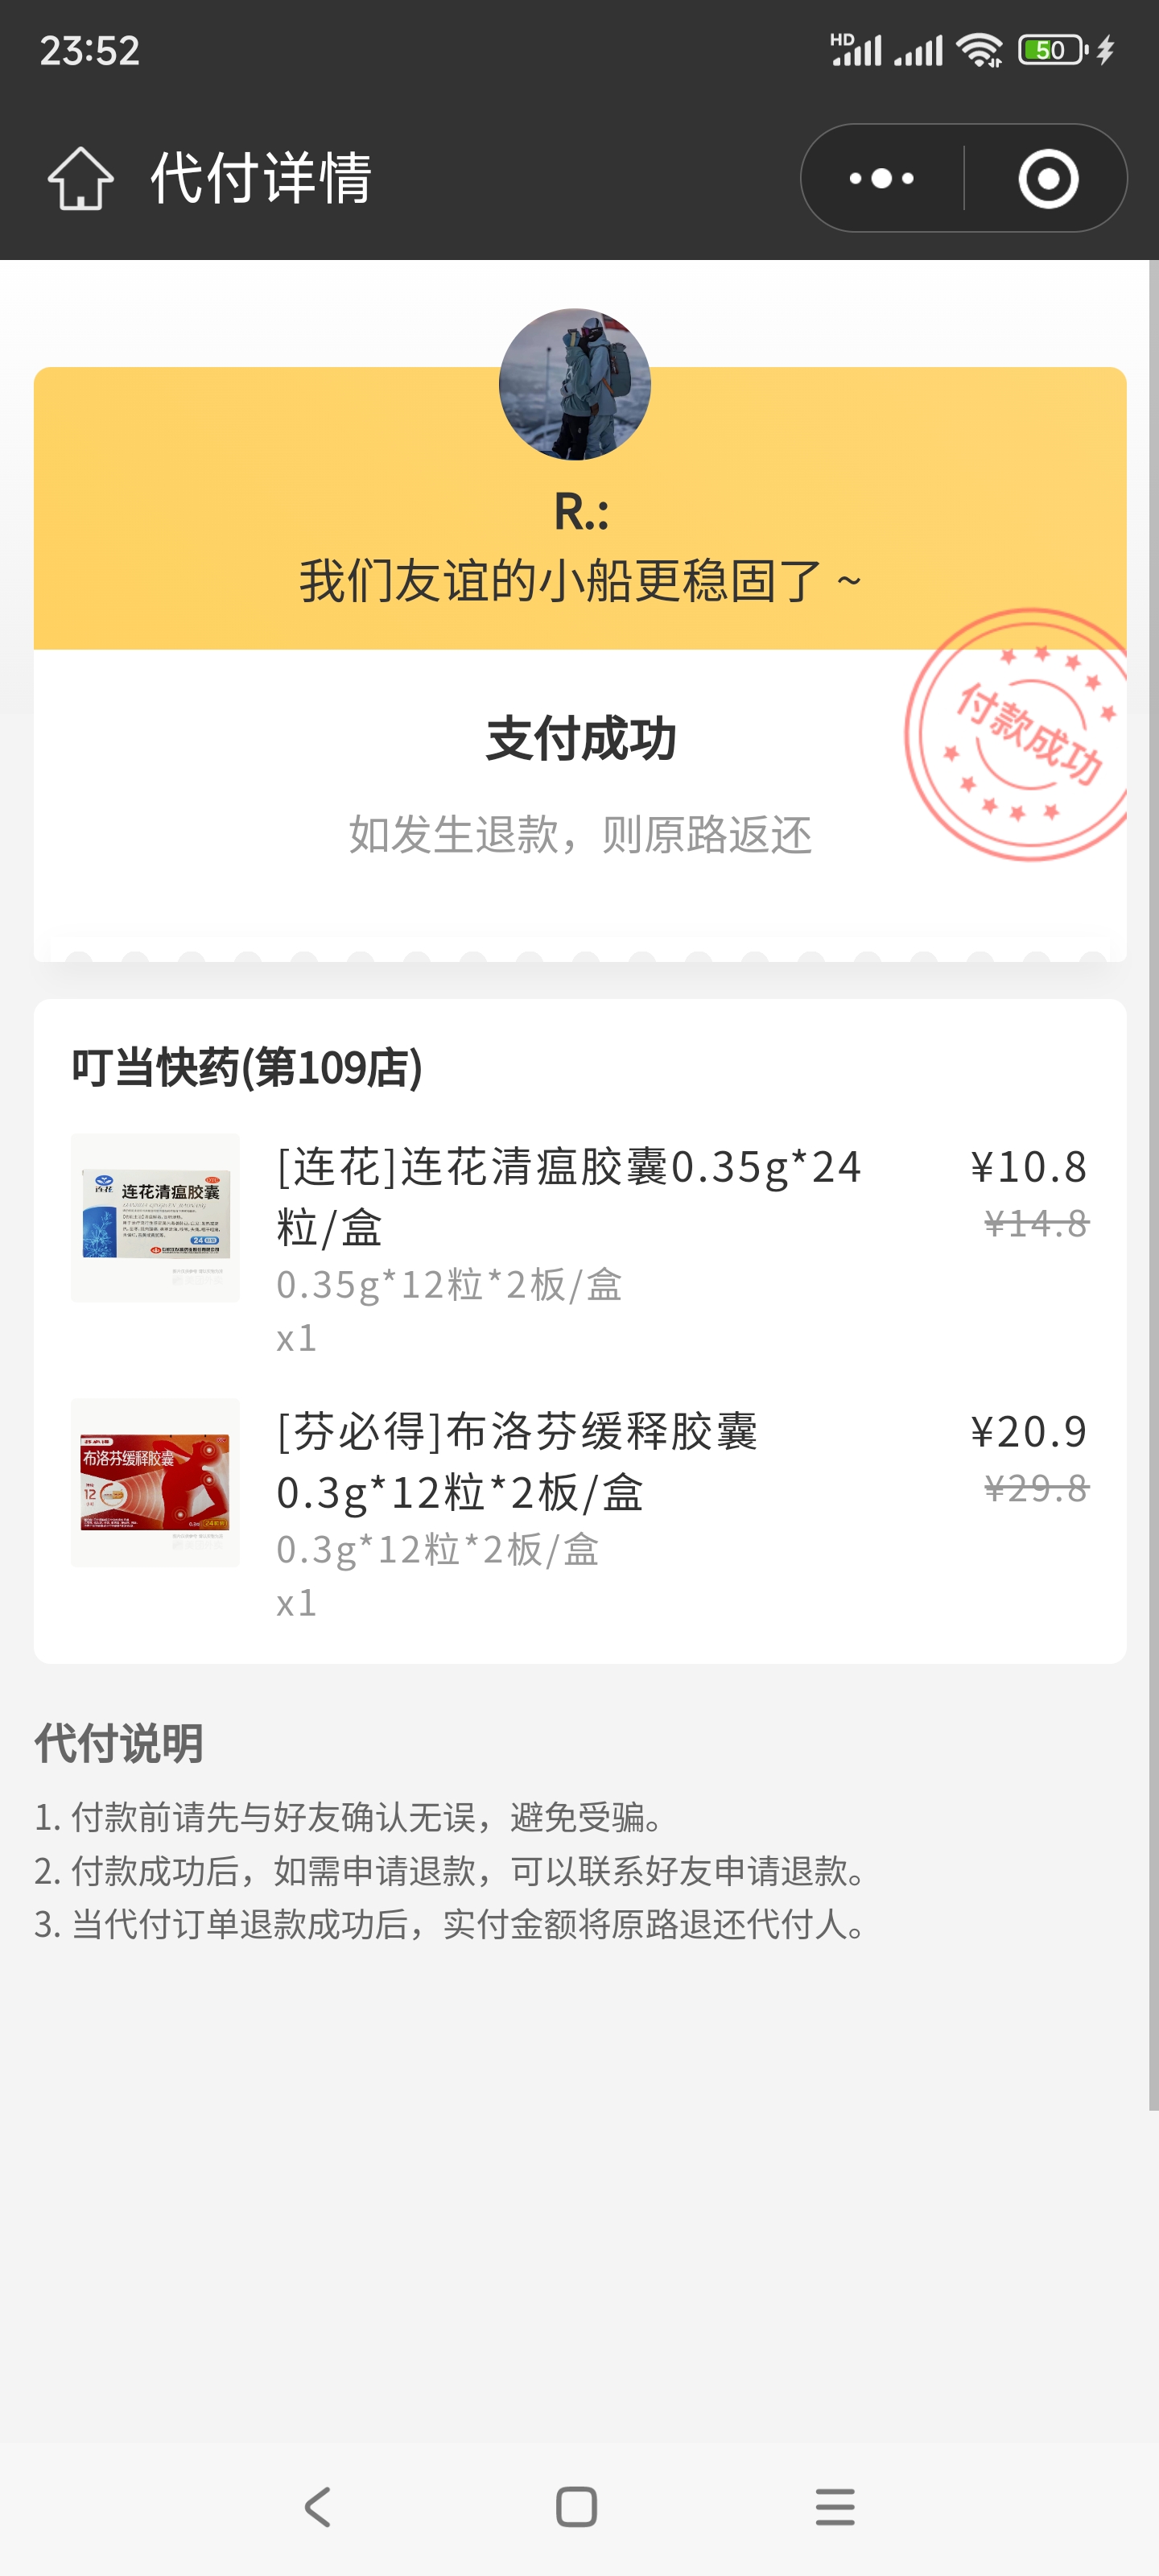 23:52
HD
50
代付详情
R.:
我们友谊的小船更稳固了 ~
付款成功
支付成功
如发生退款，则原路返还
叮当快药(第109店)
[连花]连花清瘟胶囊0.35g*24
¥10.8
粒/盒
¥14.8
0.35g*12粒*2板/盒
x1
连花
连花清瘟胶囊
24
[芬必得]布洛芬缓释胶囊
¥20.9
0.3g*12粒*2板/盒
¥29.8
0.3g*12粒*2板/盒
x1
布洛芬缓释胶囊
12
代付说明
1. 付款前请先与好友确认无误，避免受骗。
2. 付款成功后，如需申请退款，可以联系好友申请退款。
3. 当代付订单退款成功后，实付金额将原路退还代付人。